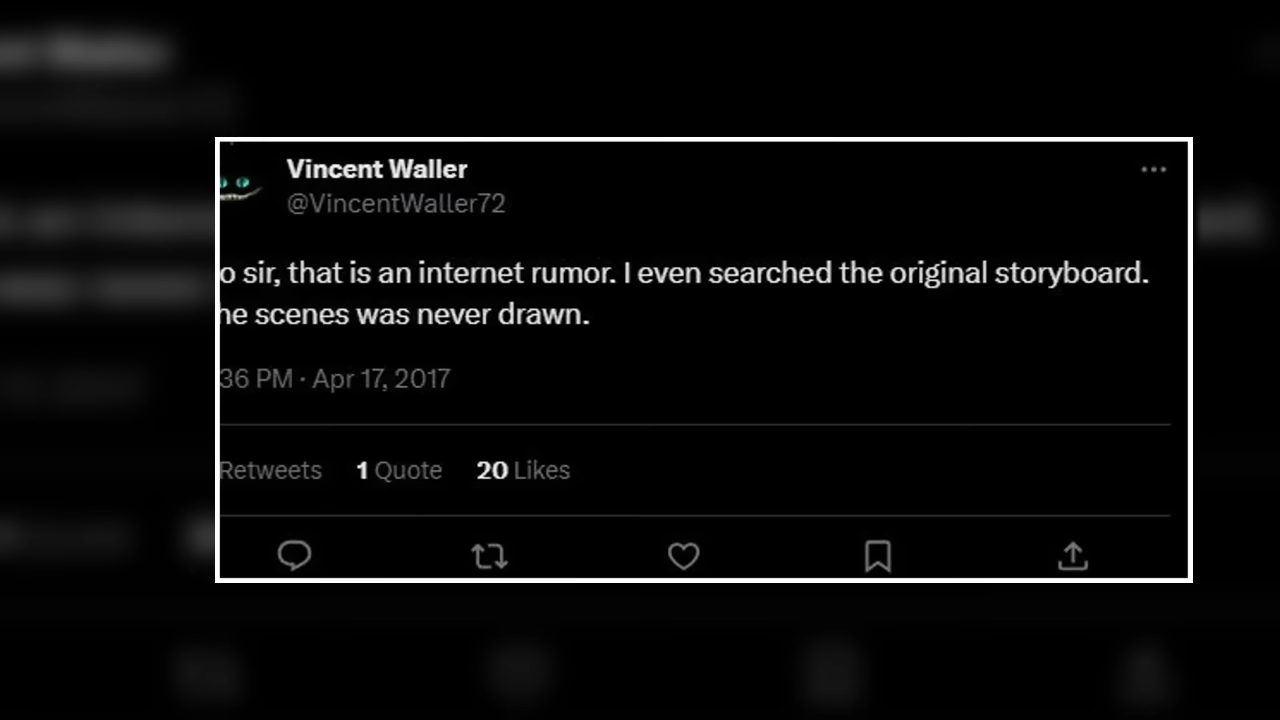 Vincent Waller
@VincentWaller72
o sir, that is an internet rumor. I even searched the original storyboard.
he scenes was never drawn.
36 PM · Apr 17, 2017
Retweets 1 Quote 20 Likes